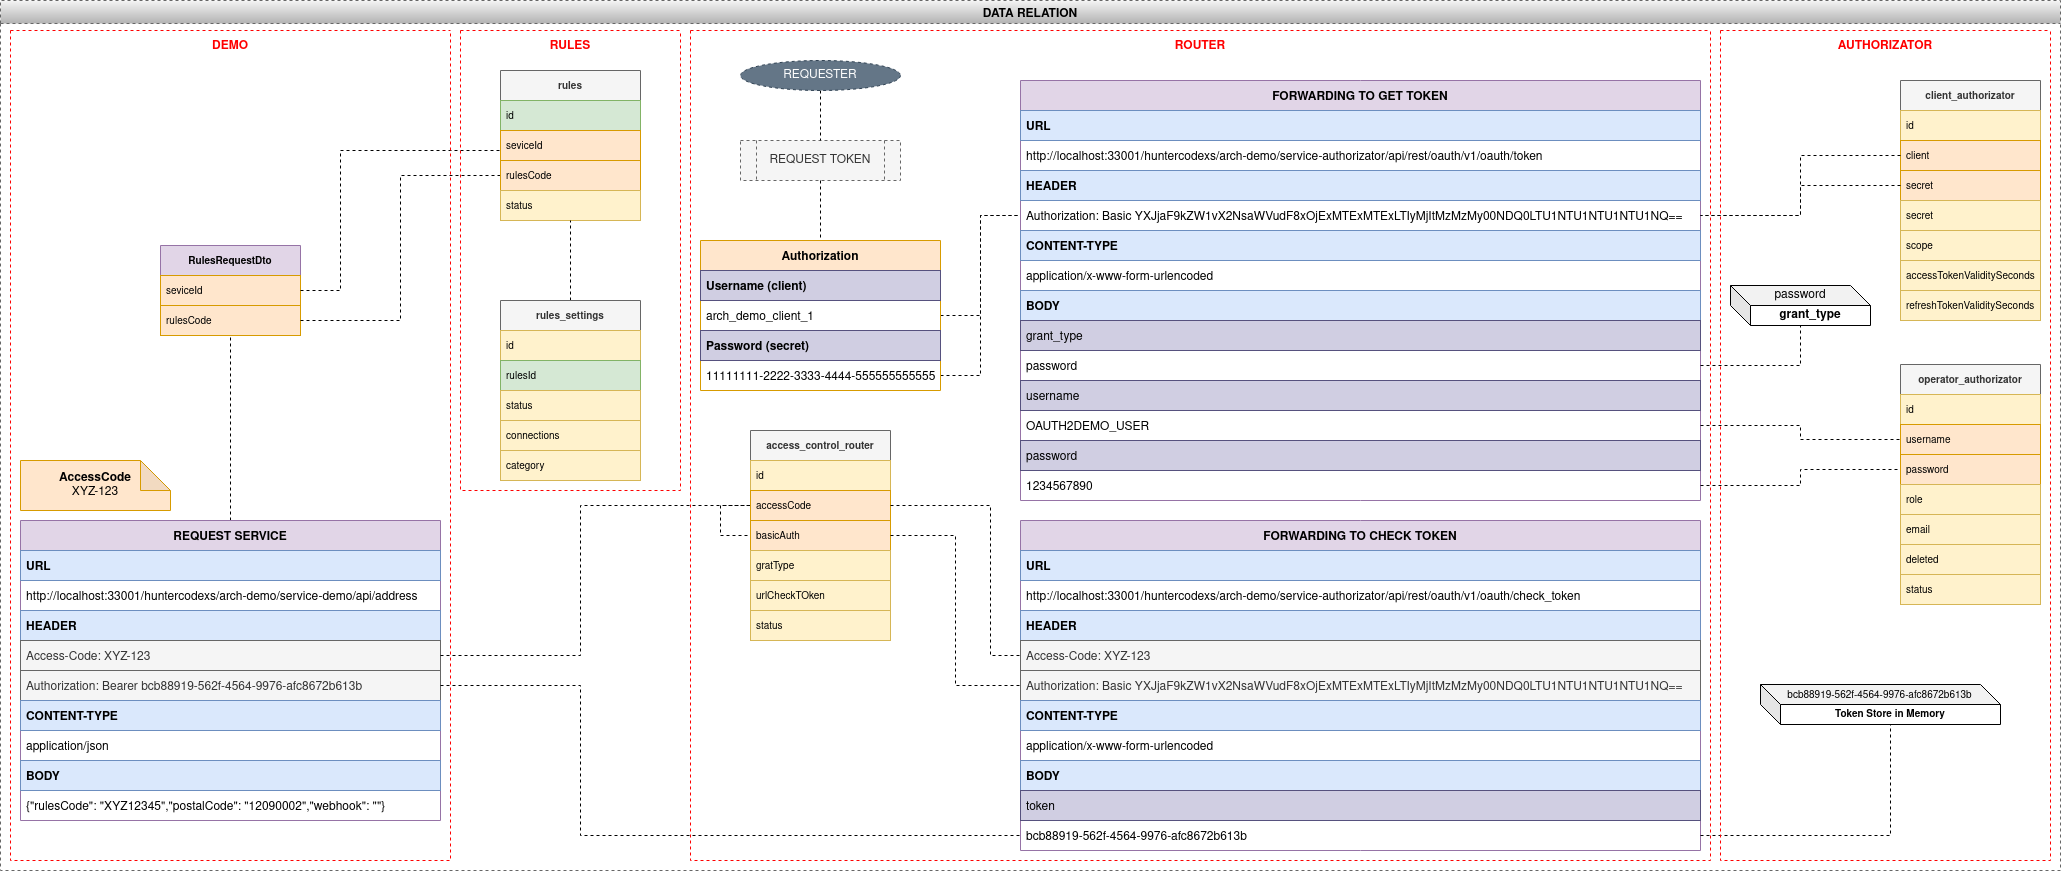 DATA RELATION
DEMO
RulesRequestDto
seviceId
rulesCode
AccessCode
XYZ-123
REQUEST SERVICE
URL
http://localhost:33001/huntercodexs/arch-demo/service-demo/api/address
HEADER
Access-Code: XYZ-123
Authorization: Bearer bcb88919-562f-4564-9976-afc8672b613b
CONTENT-TYPE
application/json
BODY
{"rulesCode": "XYZ12345","postalCode": "12090002","webhook": ""}
RULES
rules
id
seviceId
rulesCode
status
rules_settings
id
rulesId
status
connections
category
ROUTER
REQUESTER
REQUEST TOKEN
Authorization
Username (client)
arch_demo_client_1
Password (secret)
11111111-2222-3333-4444-555555555555
access_control_router
id
accessCode
basicAuth
gratType
urlCheckTOken
status
FORWARDING TO GET TOKEN
URL
http://localhost:33001/huntercodexs/arch-demo/service-authorizator/api/rest/oauth/v1/oauth/token
HEADER
Authorization: Basic YXJjaF9kZW1vX2NsaWVudF8xOjExMTExMTExLTIyMjItMzMzMy00NDQ0LTU1NTU1NTU1NTU1NQ==
CONTENT-TYPE
application/x-www-form-urlencoded
BODY
grant_type
password
username
OAUTH2DEMO_USER
password
1234567890
FORWARDING TO CHECK TOKEN
URL
http://localhost:33001/huntercodexs/arch-demo/service-authorizator/api/rest/oauth/v1/oauth/check_token
HEADER
Access-Code: XYZ-123
Authorization: Basic YXJjaF9kZW1vX2NsaWVudF8xOjExMTExMTExLTIyMjItMzMzMy00NDQ0LTU1NTU1NTU1NTU1NQ==
CONTENT-TYPE
application/x-www-form-urlencoded
BODY
token
bcb88919-562f-4564-9976-afc8672b613b
AUTHORIZATOR
client_authorizator
id
client
secret
secret
scope
accessTokenValiditySeconds
refreshTokenValiditySeconds
password
grant_type
operator_authorizator
id
username
password
role
email
deleted
status
bcb88919-562f-4564-9976-afc8672b613b
Token Store in Memory